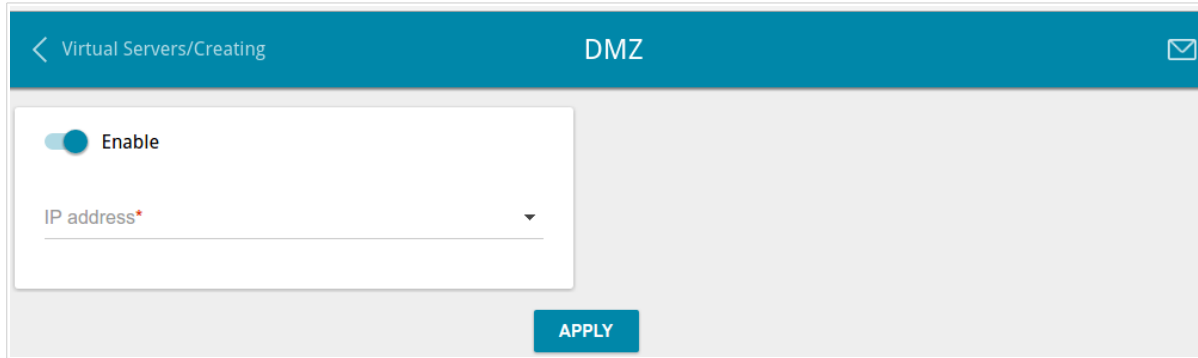 Virtual Servers/Creating
DMZ
Enable
IP address*
APPLY